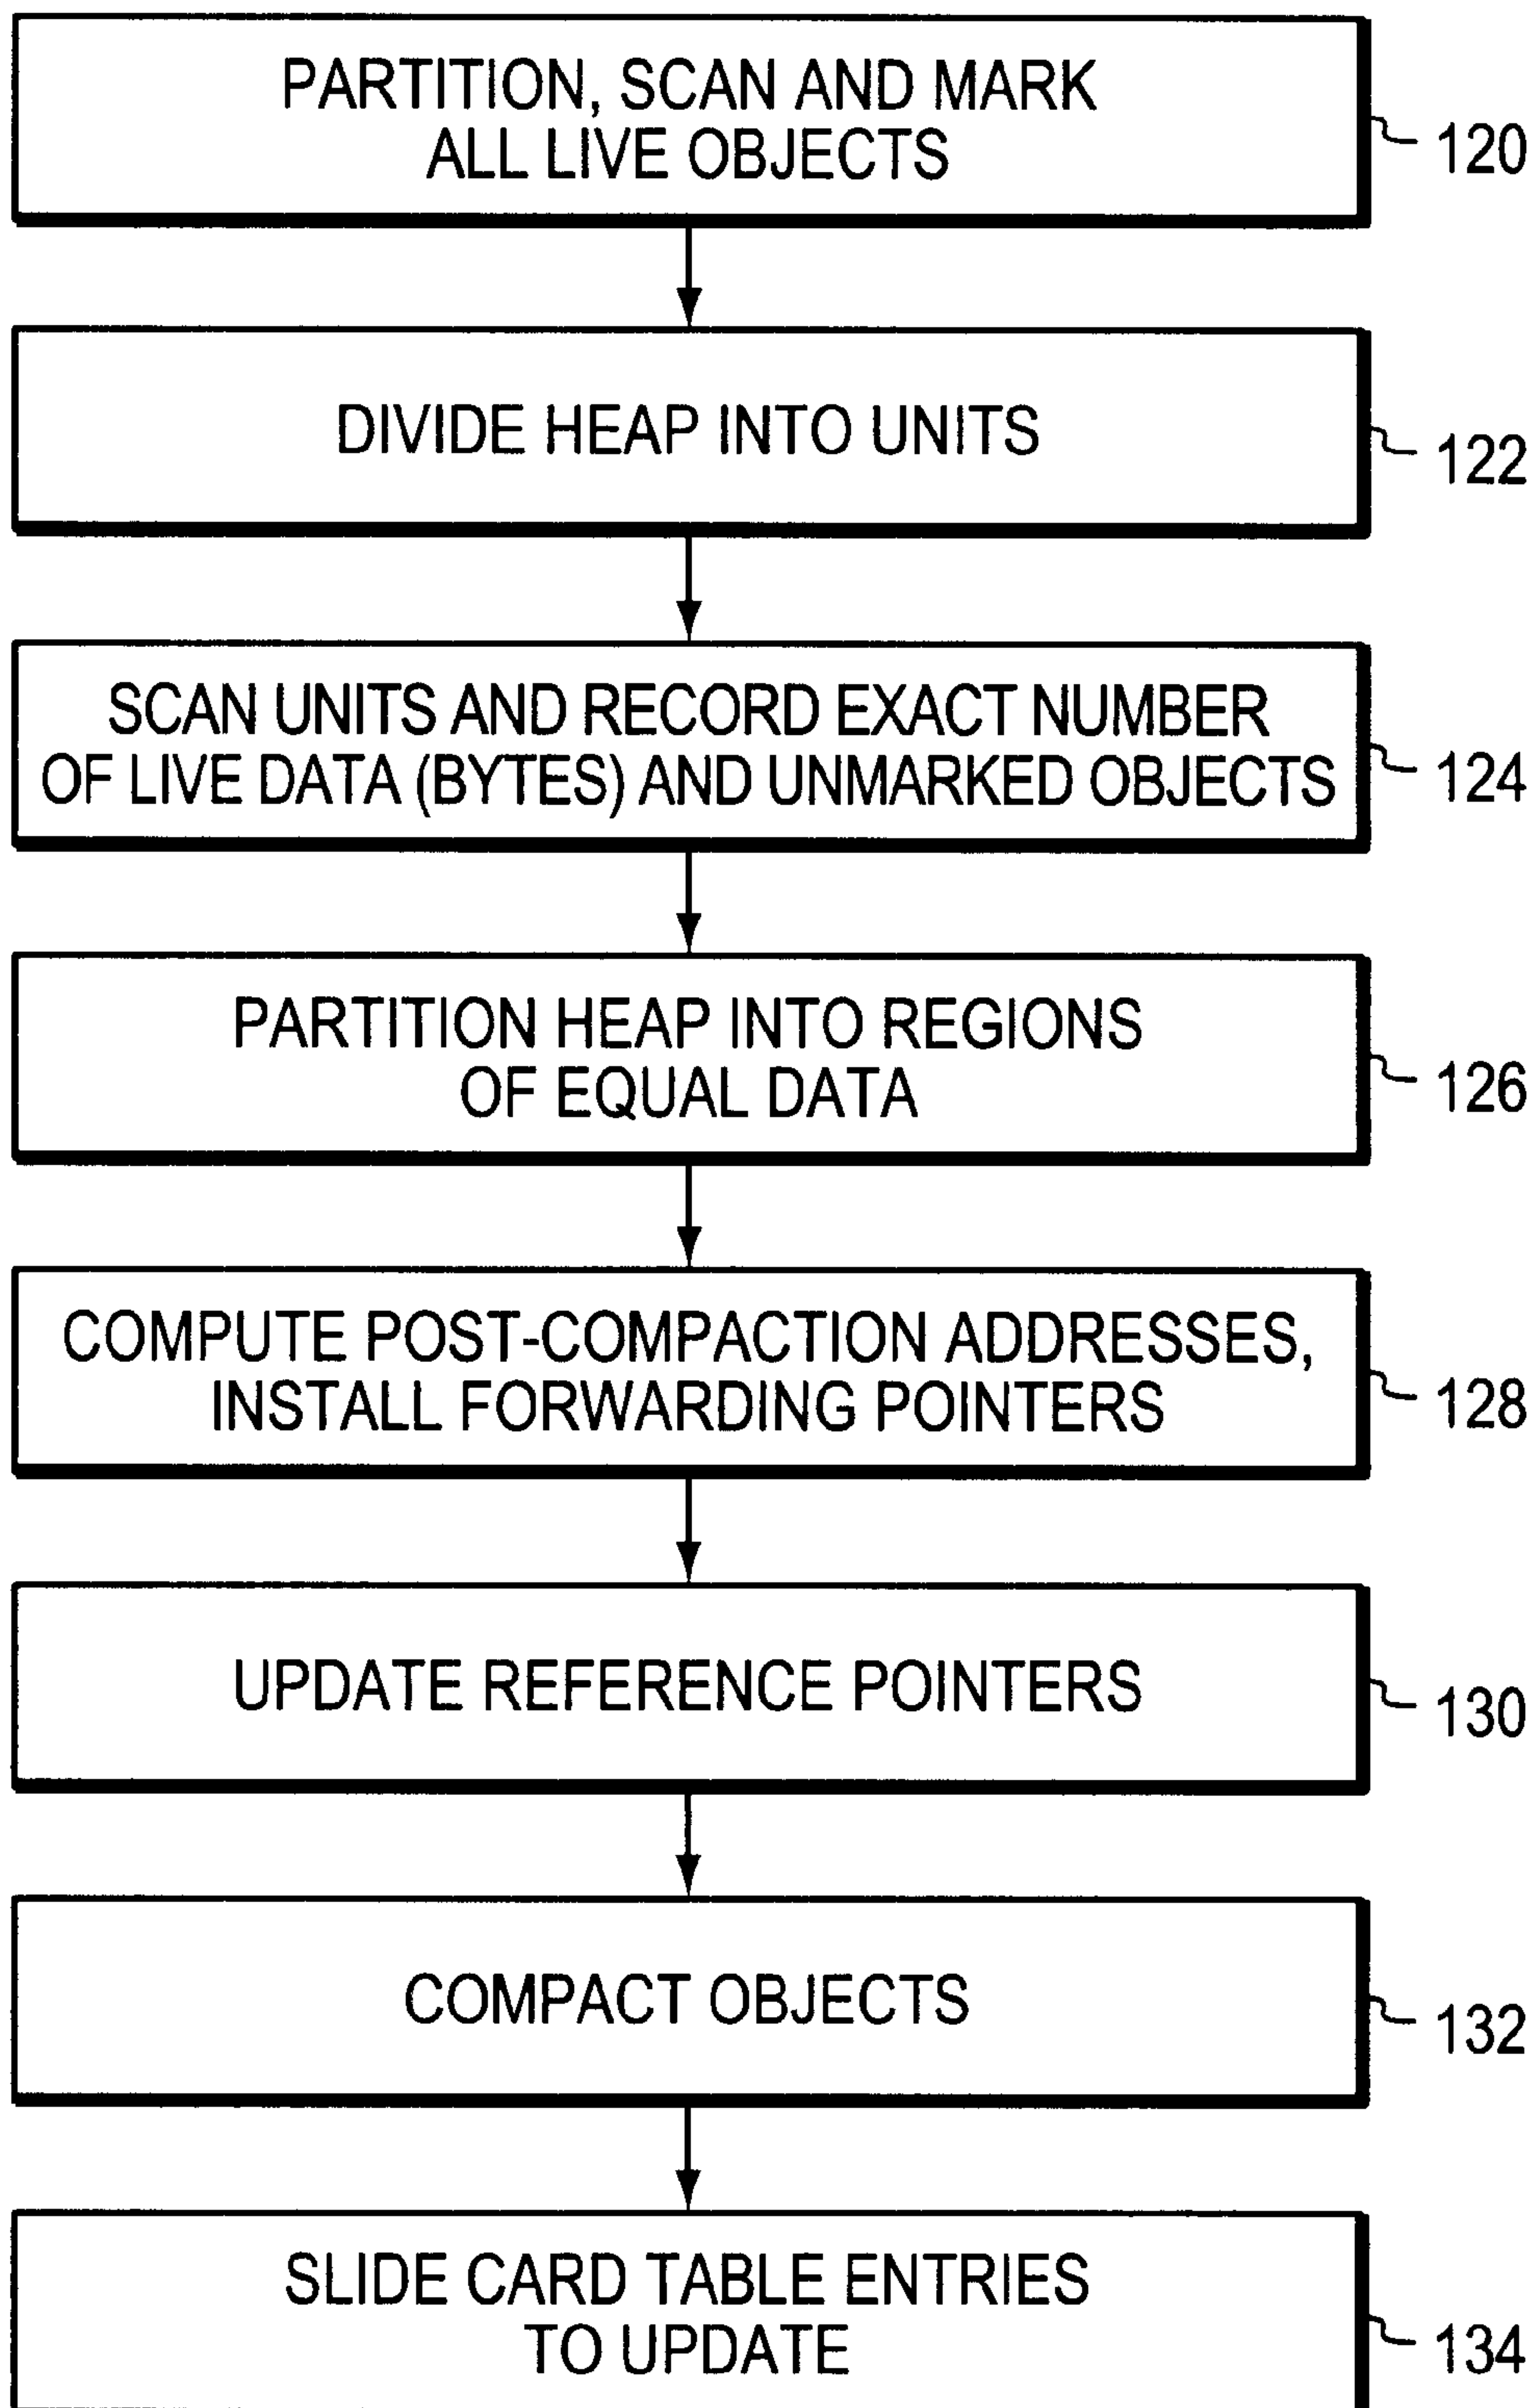 PARTITION, SCAN AND MARK
ALL LIVE OBJECTS
120
DIVIDE HEAP INTO UNITS
122
SCAN UNITS AND RECORD EXACT NUMBER
OF LIVE DATA (BYTES) AND UNMARKED OBJECTS
124
PARTITION HEAP INTO REGIONS
OF EQUAL DATA
126
COMPUTE POST-COMPACTION ADDRESSES,
INSTALL FORWARDING POINTERS
128
UPDATE REFERENCE POINTERS
130
COMPACT OBJECTS
132
SLIDE CARD TABLE ENTRIES
TO UPDATE
134